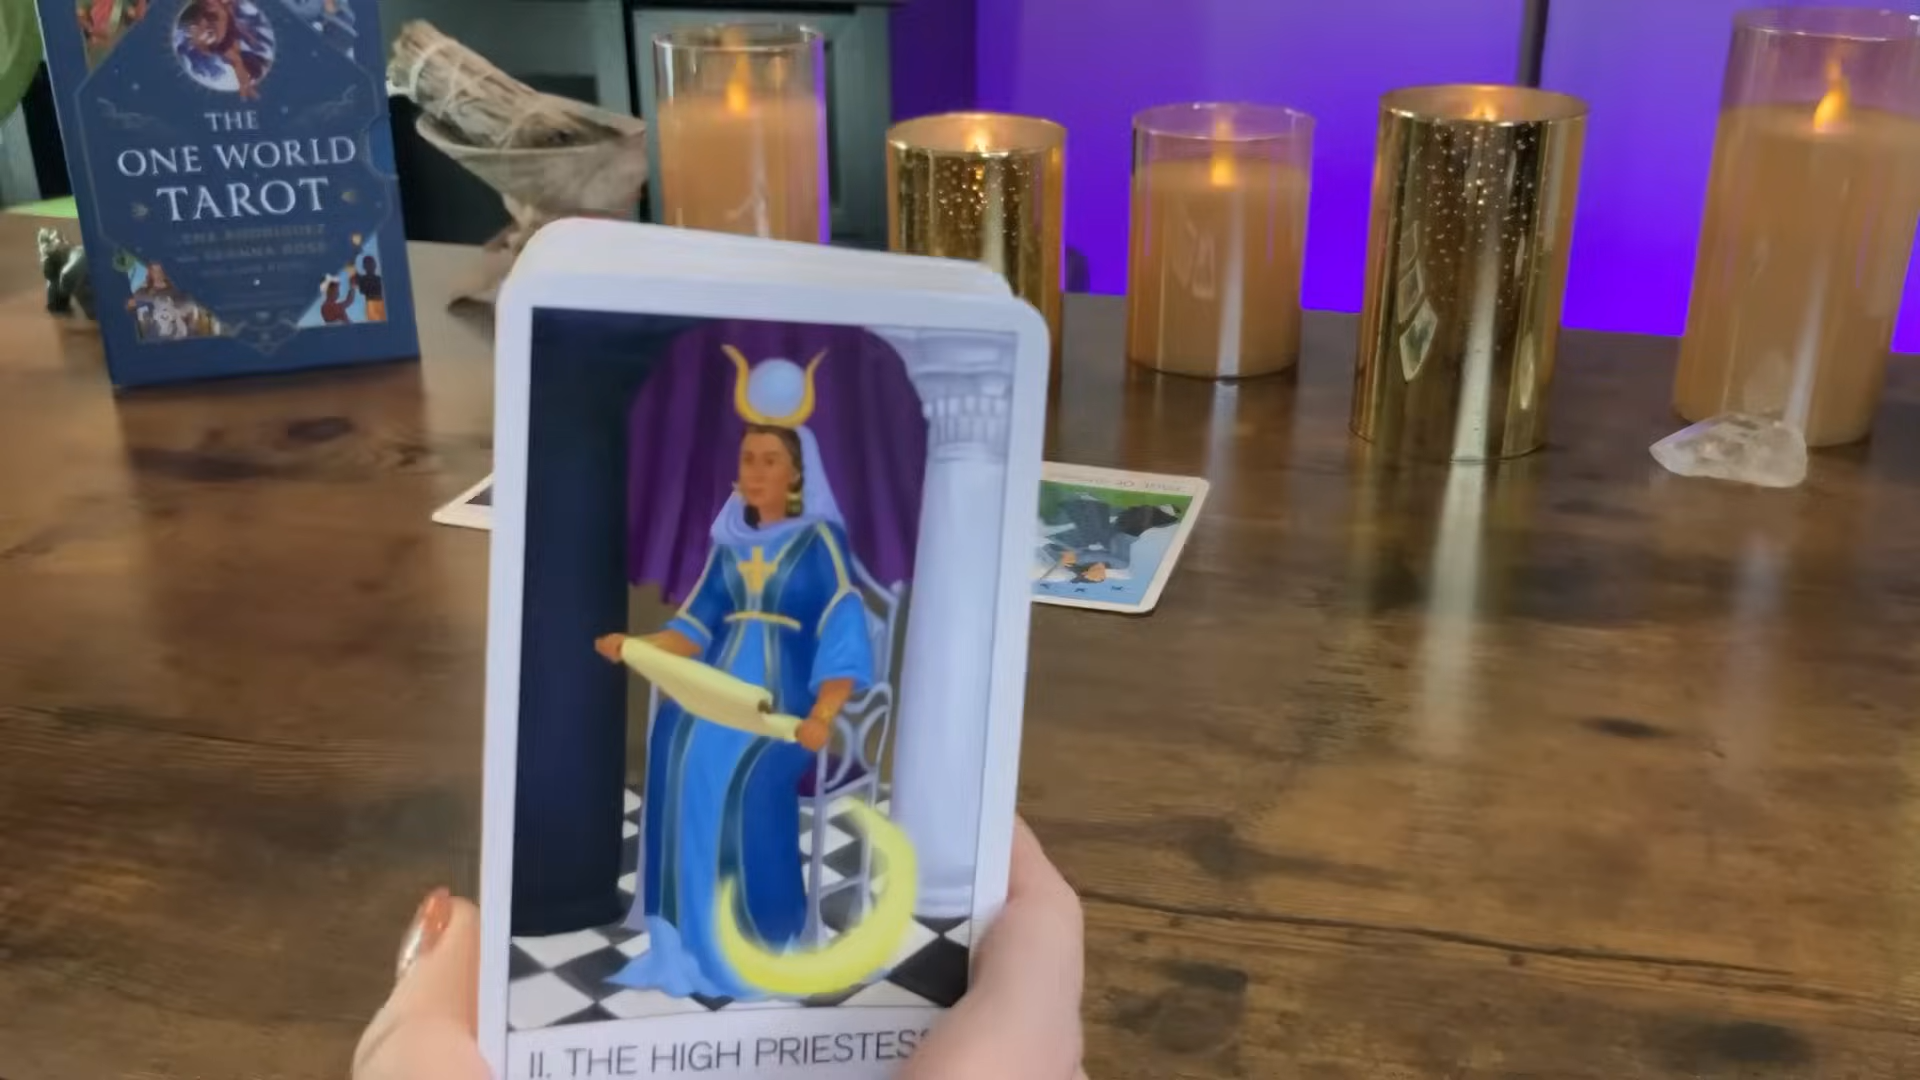 THE
ONE WORLD
TAROT
II. THE HIGH PRIESTESS